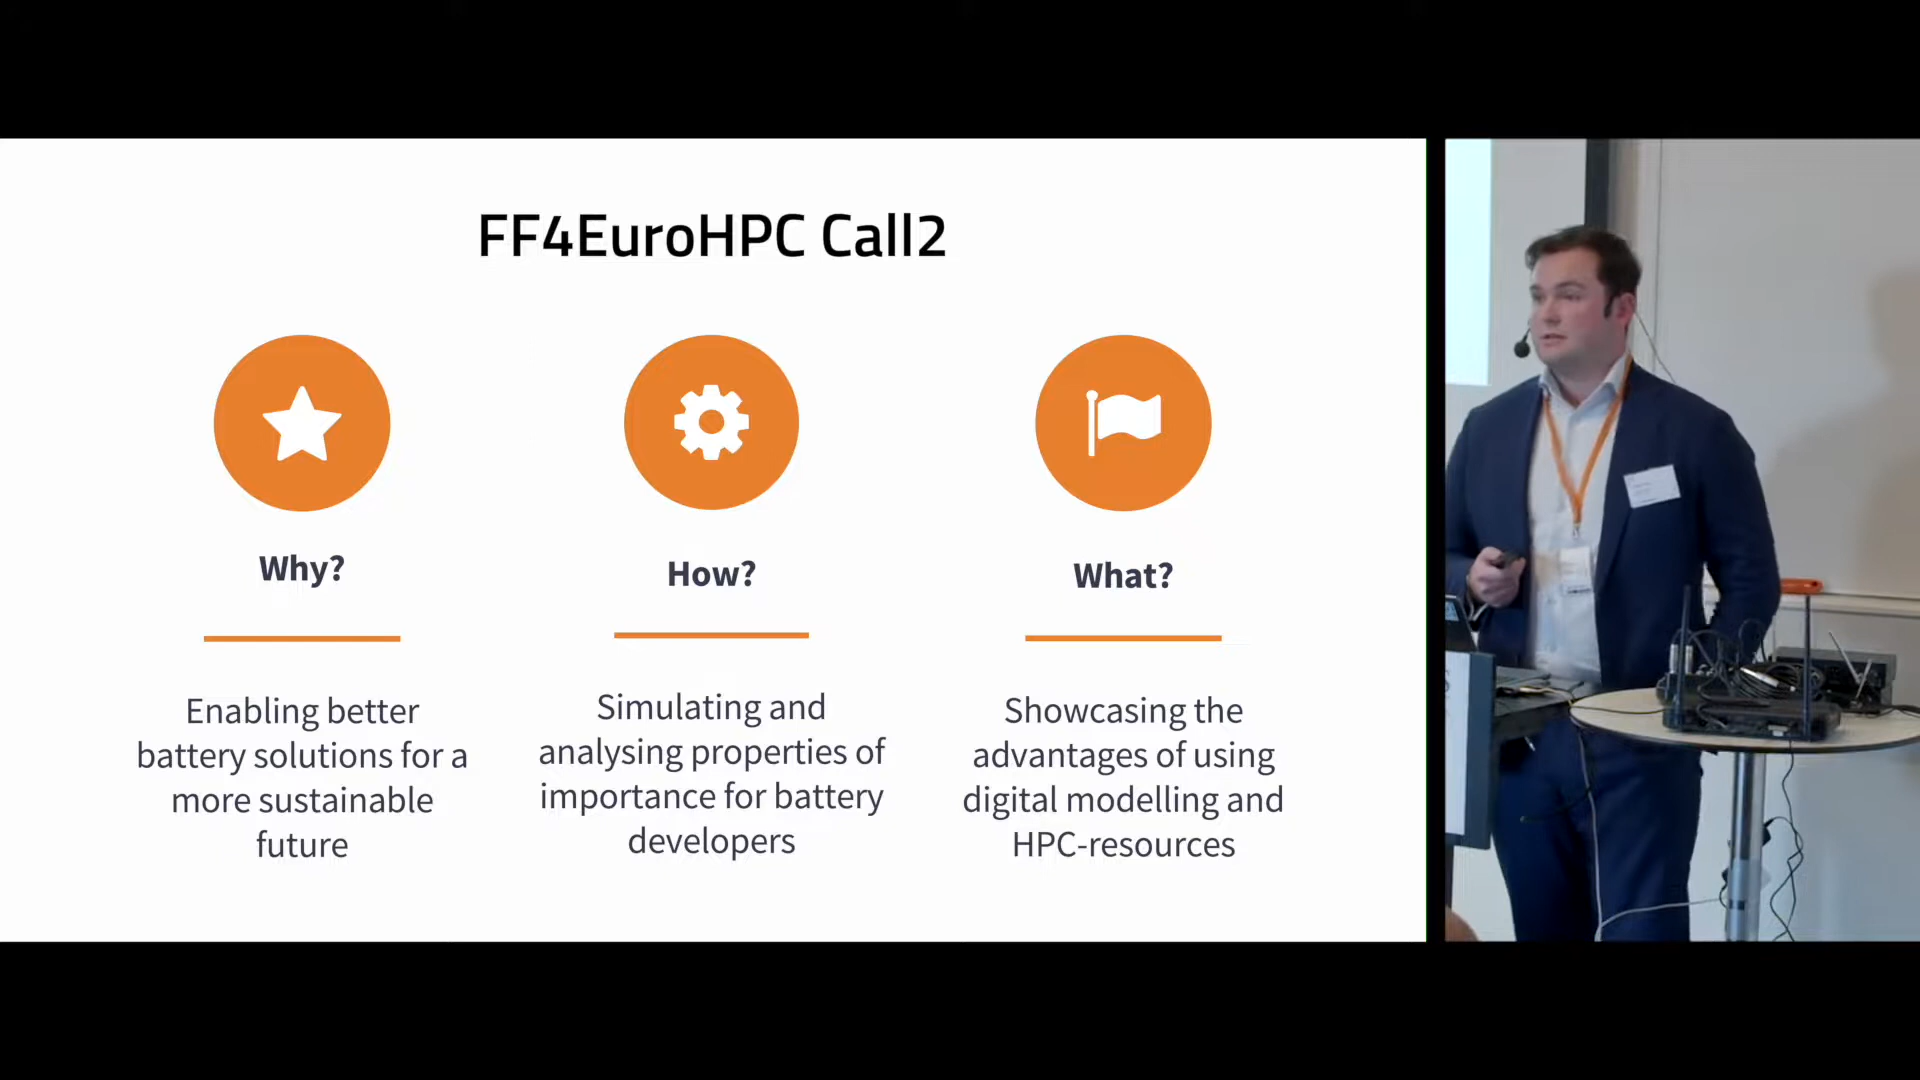 FF4EuroHPC Call2
Why?
Enabling better
battery solutions for a
more sustainable
future
How?
Simulating and
analysing properties of
importance for battery
developers
What?
Showcasing the
advantages of using
digital modelling and
HPC-resources